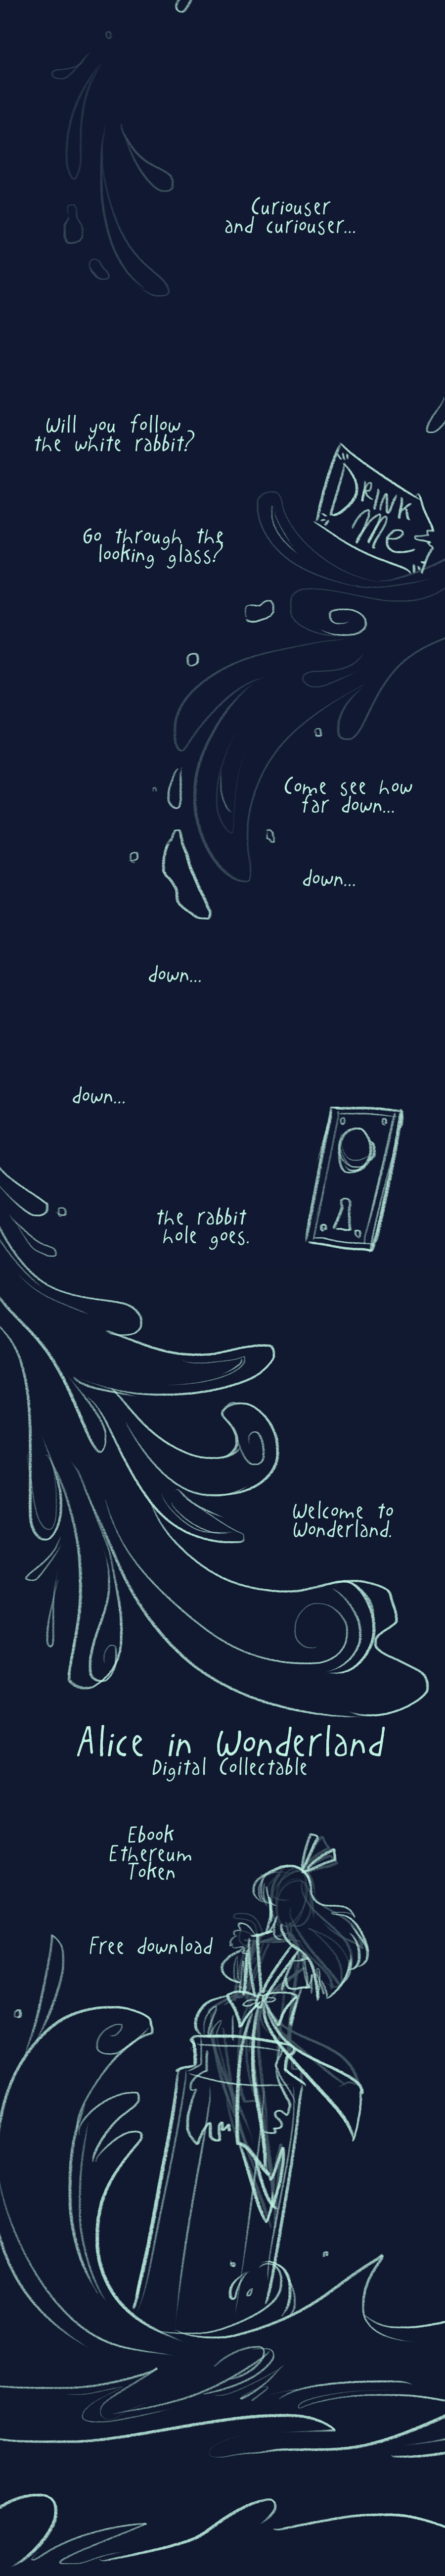 Curiouser
and curiouser...
Will you follow
the white rabbit?
DRINK
Me
Go through the
looking glass?
Come see how
far down...
down...
down...
down...
the rabbit
hole goes.
Welcome to
Wonderland.
Alice in Wonderland
Digital Collectable
Ebook
Ethereum
Token
Free download